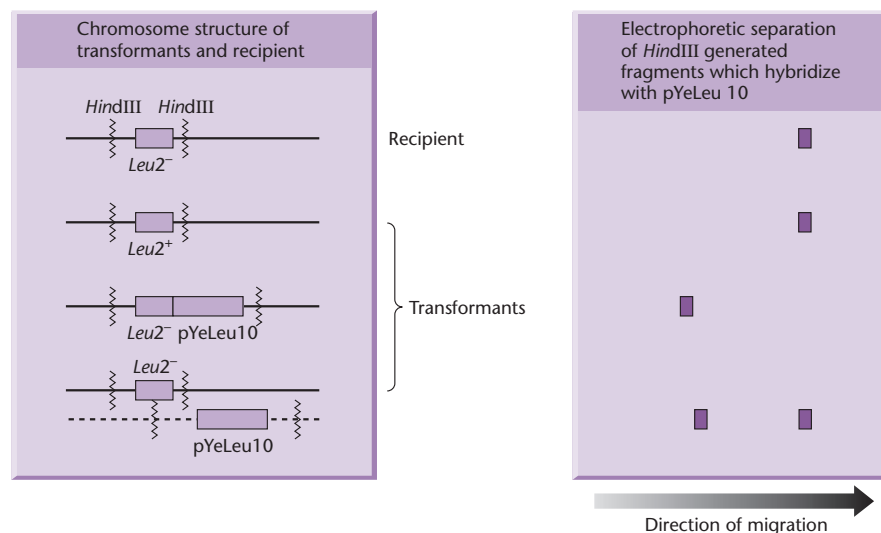 Chromosome structure of
transformants and recipient
HindIII HindIII
Leu2⁻
Recipient
Leu2⁺
Transformants
Leu2⁻ pYeLeu10
Leu2⁻
pYeLeu10
Electrophoretic separation
of HindIII generated
fragments which hybridize
with pYeLeu 10
Direction of migration